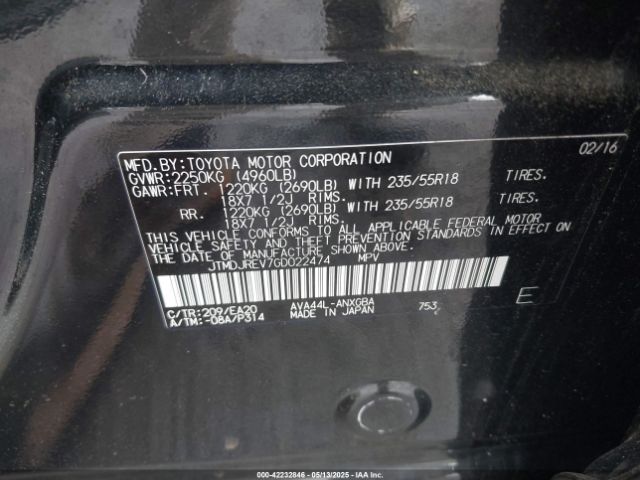 02/16
MFD.BY:TOYOTA MOTOR CORPORATION
GVWR:2250KG (4960LB)
GAWR:FRT. 1220KG (2690LB) WITH 235/55R18 TIRES.
18X7 1/2J RIMS.
RR. 1220KG (2690LB) WITH 235/55R18 TIRES.
18X7 1/2J RIMS.
THIS VEHICLE CONFORMS TO ALL APPLICABLE FEDERAL MOTOR
VEHICLE SAFETY AND THEFT PREVENTION STANDARDS IN EFFECT ON
THE DATE OF MANUFACTURE SHOWN ABOVE.
JTMDJREV7GD022474 MPV
C/TR:209/EA20 AVA44L-ANXGBA 753 E
A/TM:-08A/P314 MADE IN JAPAN
000-42232846 - 05/13/2025 - IAA Inc.